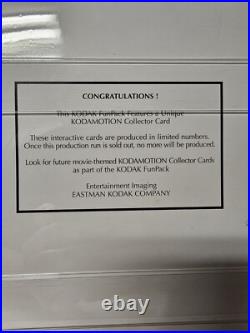 CONGRATULATIONS !
This KODAK FunPack Features a Unique
KODAMOTION Collector Card
These interactive cards are produced in limited numbers.
Once this production run is sold out, no more will be produced.
Look for future movie-themed KODAMOTION Collector Cards
as part of the KODAK FunPack
Entertainment Imaging
EASTMAN KODAK COMPANY
watermarked.com